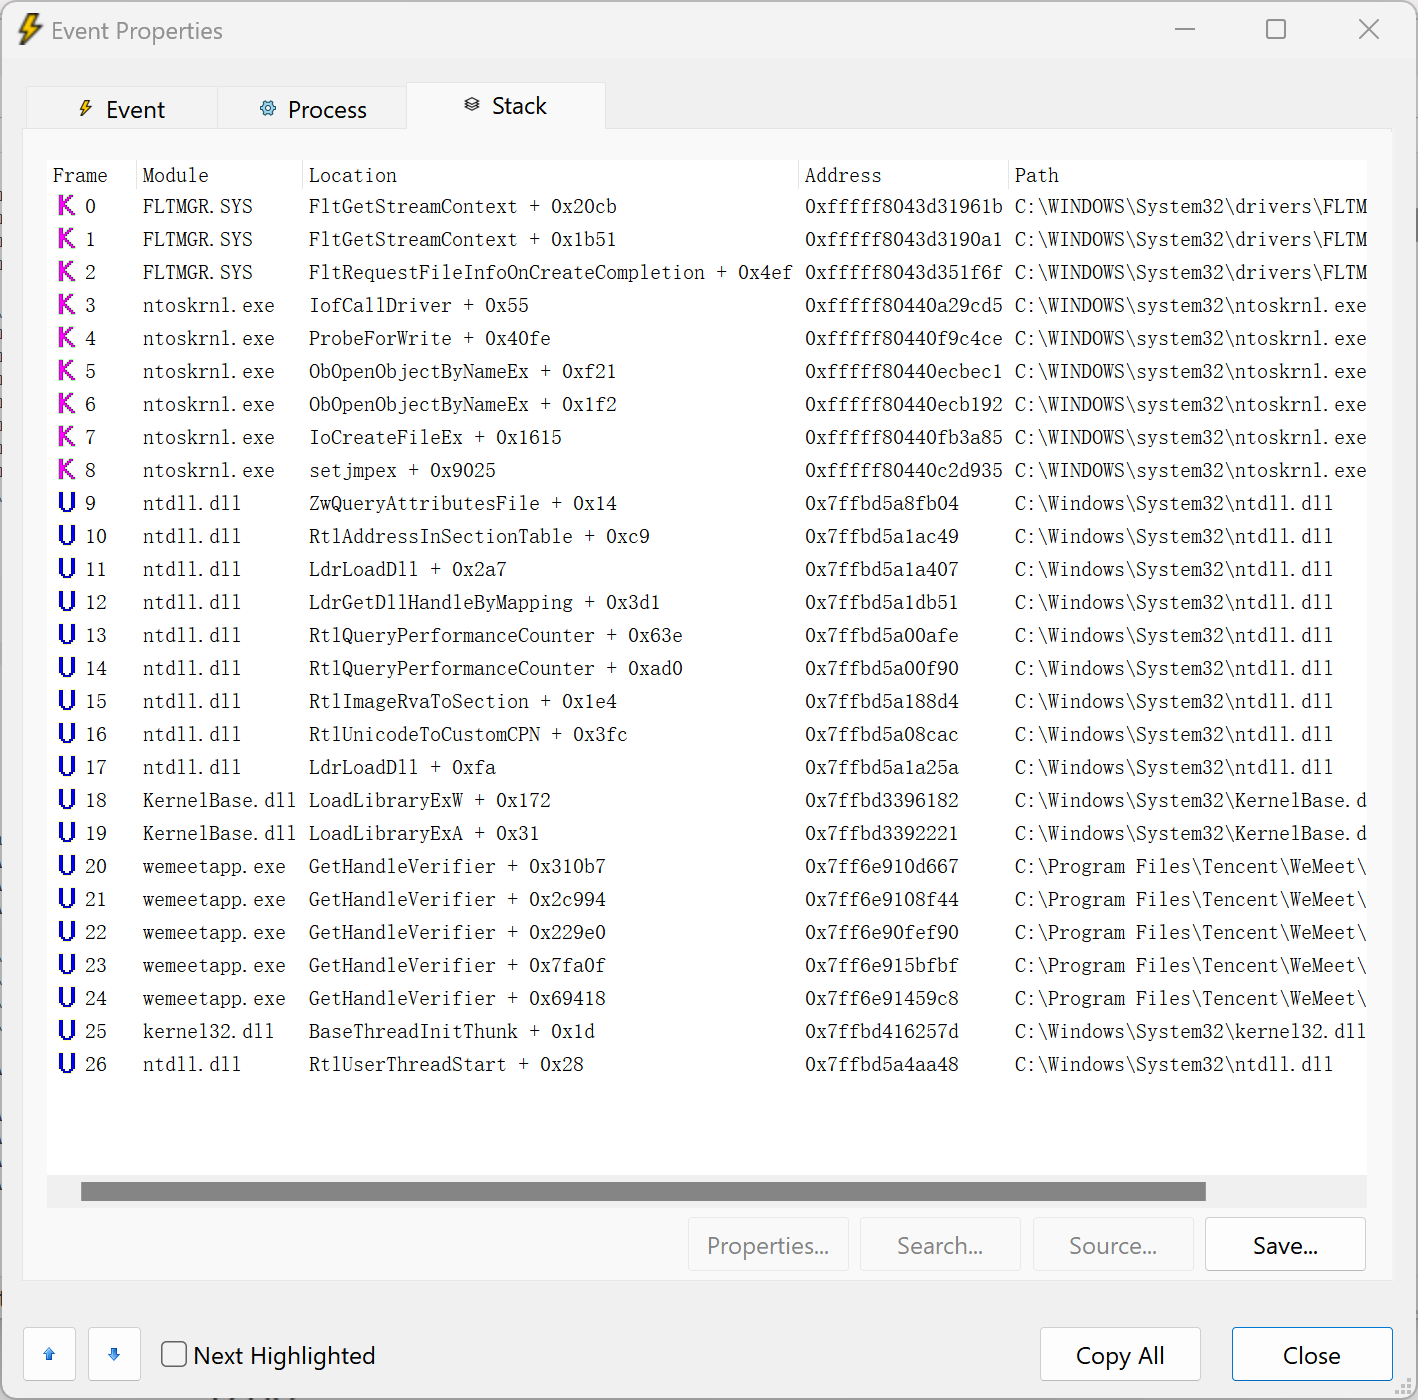 Event Properties
Event Process Stack
Frame Module Location Address Path
K 0 FLTMGR.SYS FltGetStreamContext + 0x20cb 0xfffff8043d31961b C:\WINDOWS\System32\drivers\FLTM
K 1 FLTMGR.SYS FltGetStreamContext + 0x1b51 0xfffff8043d3190a1 C:\WINDOWS\System32\drivers\FLTM
K 2 FLTMGR.SYS FltRequestFileInfoOnCreateCompletion + 0x4ef 0xfffff8043d351f6f C:\WINDOWS\System32\drivers\FLTM
K 3 ntoskrnl.exe IofCallDriver + 0x55 0xfffff80440a29cd5 C:\WINDOWS\system32\ntoskrnl.exe
K 4 ntoskrnl.exe ProbeForWrite + 0x40fe 0xfffff80440f9c4ce C:\WINDOWS\system32\ntoskrnl.exe
K 5 ntoskrnl.exe ObOpenObjectByNameEx + 0xf21 0xfffff80440ecbec1 C:\WINDOWS\system32\ntoskrnl.exe
K 6 ntoskrnl.exe ObOpenObjectByNameEx + 0x1f2 0xfffff80440ecb192 C:\WINDOWS\system32\ntoskrnl.exe
K 7 ntoskrnl.exe IoCreateFileEx + 0x1615 0xfffff80440fb3a85 C:\WINDOWS\system32\ntoskrnl.exe
K 8 ntoskrnl.exe setjmpex + 0x9025 0xfffff80440c2d935 C:\WINDOWS\system32\ntoskrnl.exe
U 9 ntdll.dll ZwQueryAttributesFile + 0x14 0x7ffbd5a8fb04 C:\Windows\System32\ntdll.dll
U 10 ntdll.dll RtlAddressInSectionTable + 0xc9 0x7ffbd5a1ac49 C:\Windows\System32\ntdll.dll
U 11 ntdll.dll LdrLoadDll + 0x2a7 0x7ffbd5a1a407 C:\Windows\System32\ntdll.dll
U 12 ntdll.dll LdrGetDllHandleByMapping + 0x3d1 0x7ffbd5a1db51 C:\Windows\System32\ntdll.dll
U 13 ntdll.dll RtlQueryPerformanceCounter + 0x63e 0x7ffbd5a00afe C:\Windows\System32\ntdll.dll
U 14 ntdll.dll RtlQueryPerformanceCounter + 0xad0 0x7ffbd5a00f90 C:\Windows\System32\ntdll.dll
U 15 ntdll.dll RtlImageRvaToSection + 0x1e4 0x7ffbd5a188d4 C:\Windows\System32\ntdll.dll
U 16 ntdll.dll RtlUnicodeToCustomCPN + 0x3fc 0x7ffbd5a08cac C:\Windows\System32\ntdll.dll
U 17 ntdll.dll LdrLoadDll + 0xfa 0x7ffbd5a1a25a C:\Windows\System32\ntdll.dll
U 18 KernelBase.dll LoadLibraryExW + 0x172 0x7ffbd3396182 C:\Windows\System32\KernelBase.d
U 19 KernelBase.dll LoadLibraryExA + 0x31 0x7ffbd3392221 C:\Windows\System32\KernelBase.d
U 20 wemeetapp.exe GetHandleVerifier + 0x310b7 0x7ff6e910d667 C:\Program Files\Tencent\WeMeet\
U 21 wemeetapp.exe GetHandleVerifier + 0x2c994 0x7ff6e9108f44 C:\Program Files\Tencent\WeMeet\
U 22 wemeetapp.exe GetHandleVerifier + 0x229e0 0x7ff6e90fef90 C:\Program Files\Tencent\WeMeet\
U 23 wemeetapp.exe GetHandleVerifier + 0x7fa0f 0x7ff6e915bfbf C:\Program Files\Tencent\WeMeet\
U 24 wemeetapp.exe GetHandleVerifier + 0x69418 0x7ff6e91459c8 C:\Program Files\Tencent\WeMeet\
U 25 kernel32.dll BaseThreadInitThunk + 0x1d 0x7ffbd416257d C:\Windows\System32\kernel32.dll
U 26 ntdll.dll RtlUserThreadStart + 0x28 0x7ffbd5a4aa48 C:\Windows\System32\ntdll.dll
Properties... Search... Source... Save...
Next Highlighted Copy All Close